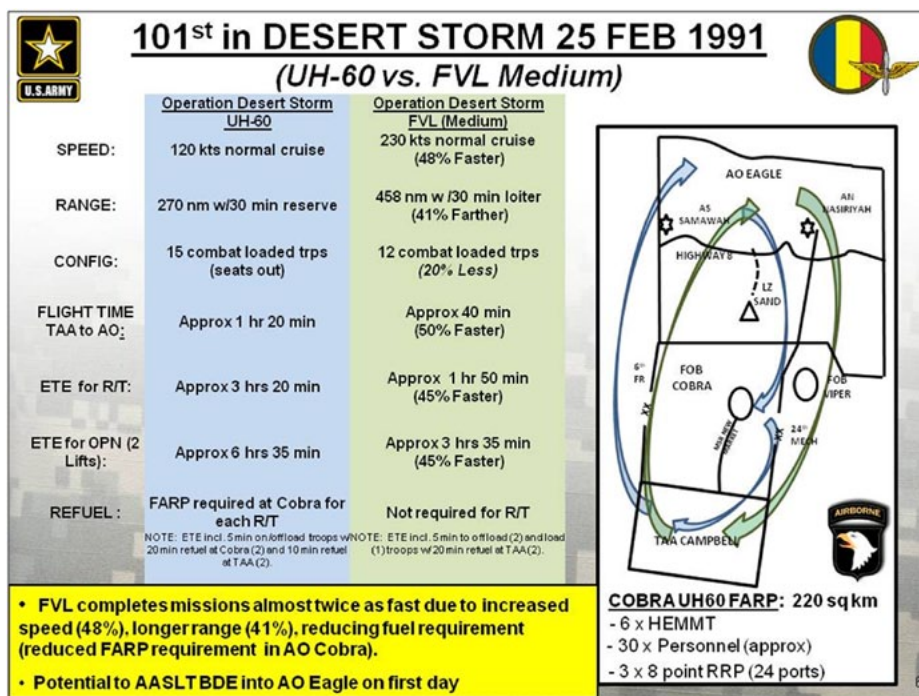 101st in DESERT STORM 25 FEB 1991
(UH-60 vs. FVL Medium)
U.S.ARMY
Operation Desert Storm
UH-60
Operation Desert Storm
FVL (Medium)
SPEED:
120 kts normal cruise
230 kts normal cruise
(48% Faster)
RANGE:
270 nm w/30 min reserve
458 nm w /30 min loiter
(41% Farther)
CONFIG:
15 combat loaded trps
(seats out)
12 combat loaded trps
(20% Less)
FLIGHT TIME
TAA to AO:
Approx 1 hr 20 min
Approx 40 min
(50% Faster)
ETE for R/T:
Approx 3 hrs 20 min
Approx 1 hr 50 min
(45% Faster)
ETE for OPN (2
Lifts):
Approx 6 hrs 35 min
Approx 3 hrs 35 min
(45% Faster)
REFUEL :
FARP required at Cobra for
each R/T
Not required for R/T
NOTE: ETE incl. 5 min on/offload troops w/
20 min refuel at Cobra (2) and 10 min refuel
at TAA (2).
NOTE: ETE incl. 5 min to offload (2) and load
(1) troops w/ 20 min refuel at TAA (2).
• FVL completes missions almost twice as fast due to increased
speed (48%), longer range (41%), reducing fuel requirement
(reduced FARP requirement in AO Cobra).
• Potential to AASLT BDE into AO Eagle on first day
AO EAGLE
AS
SAMAWAH
AN
NASIRIYAH
HIGHWAY 8
LZ
SAND
6th
FR
FOB
COBRA
FOB
VIPER
XX
XX
24th
MECH
MSR NEW
MARKET
TAA CAMPBELL
AIRBORNE
COBRA UH60 FARP: 220 sq km
- 6 x HEMMT
- 30 x Personnel (approx)
- 3 x 8 point RRP (24 ports)